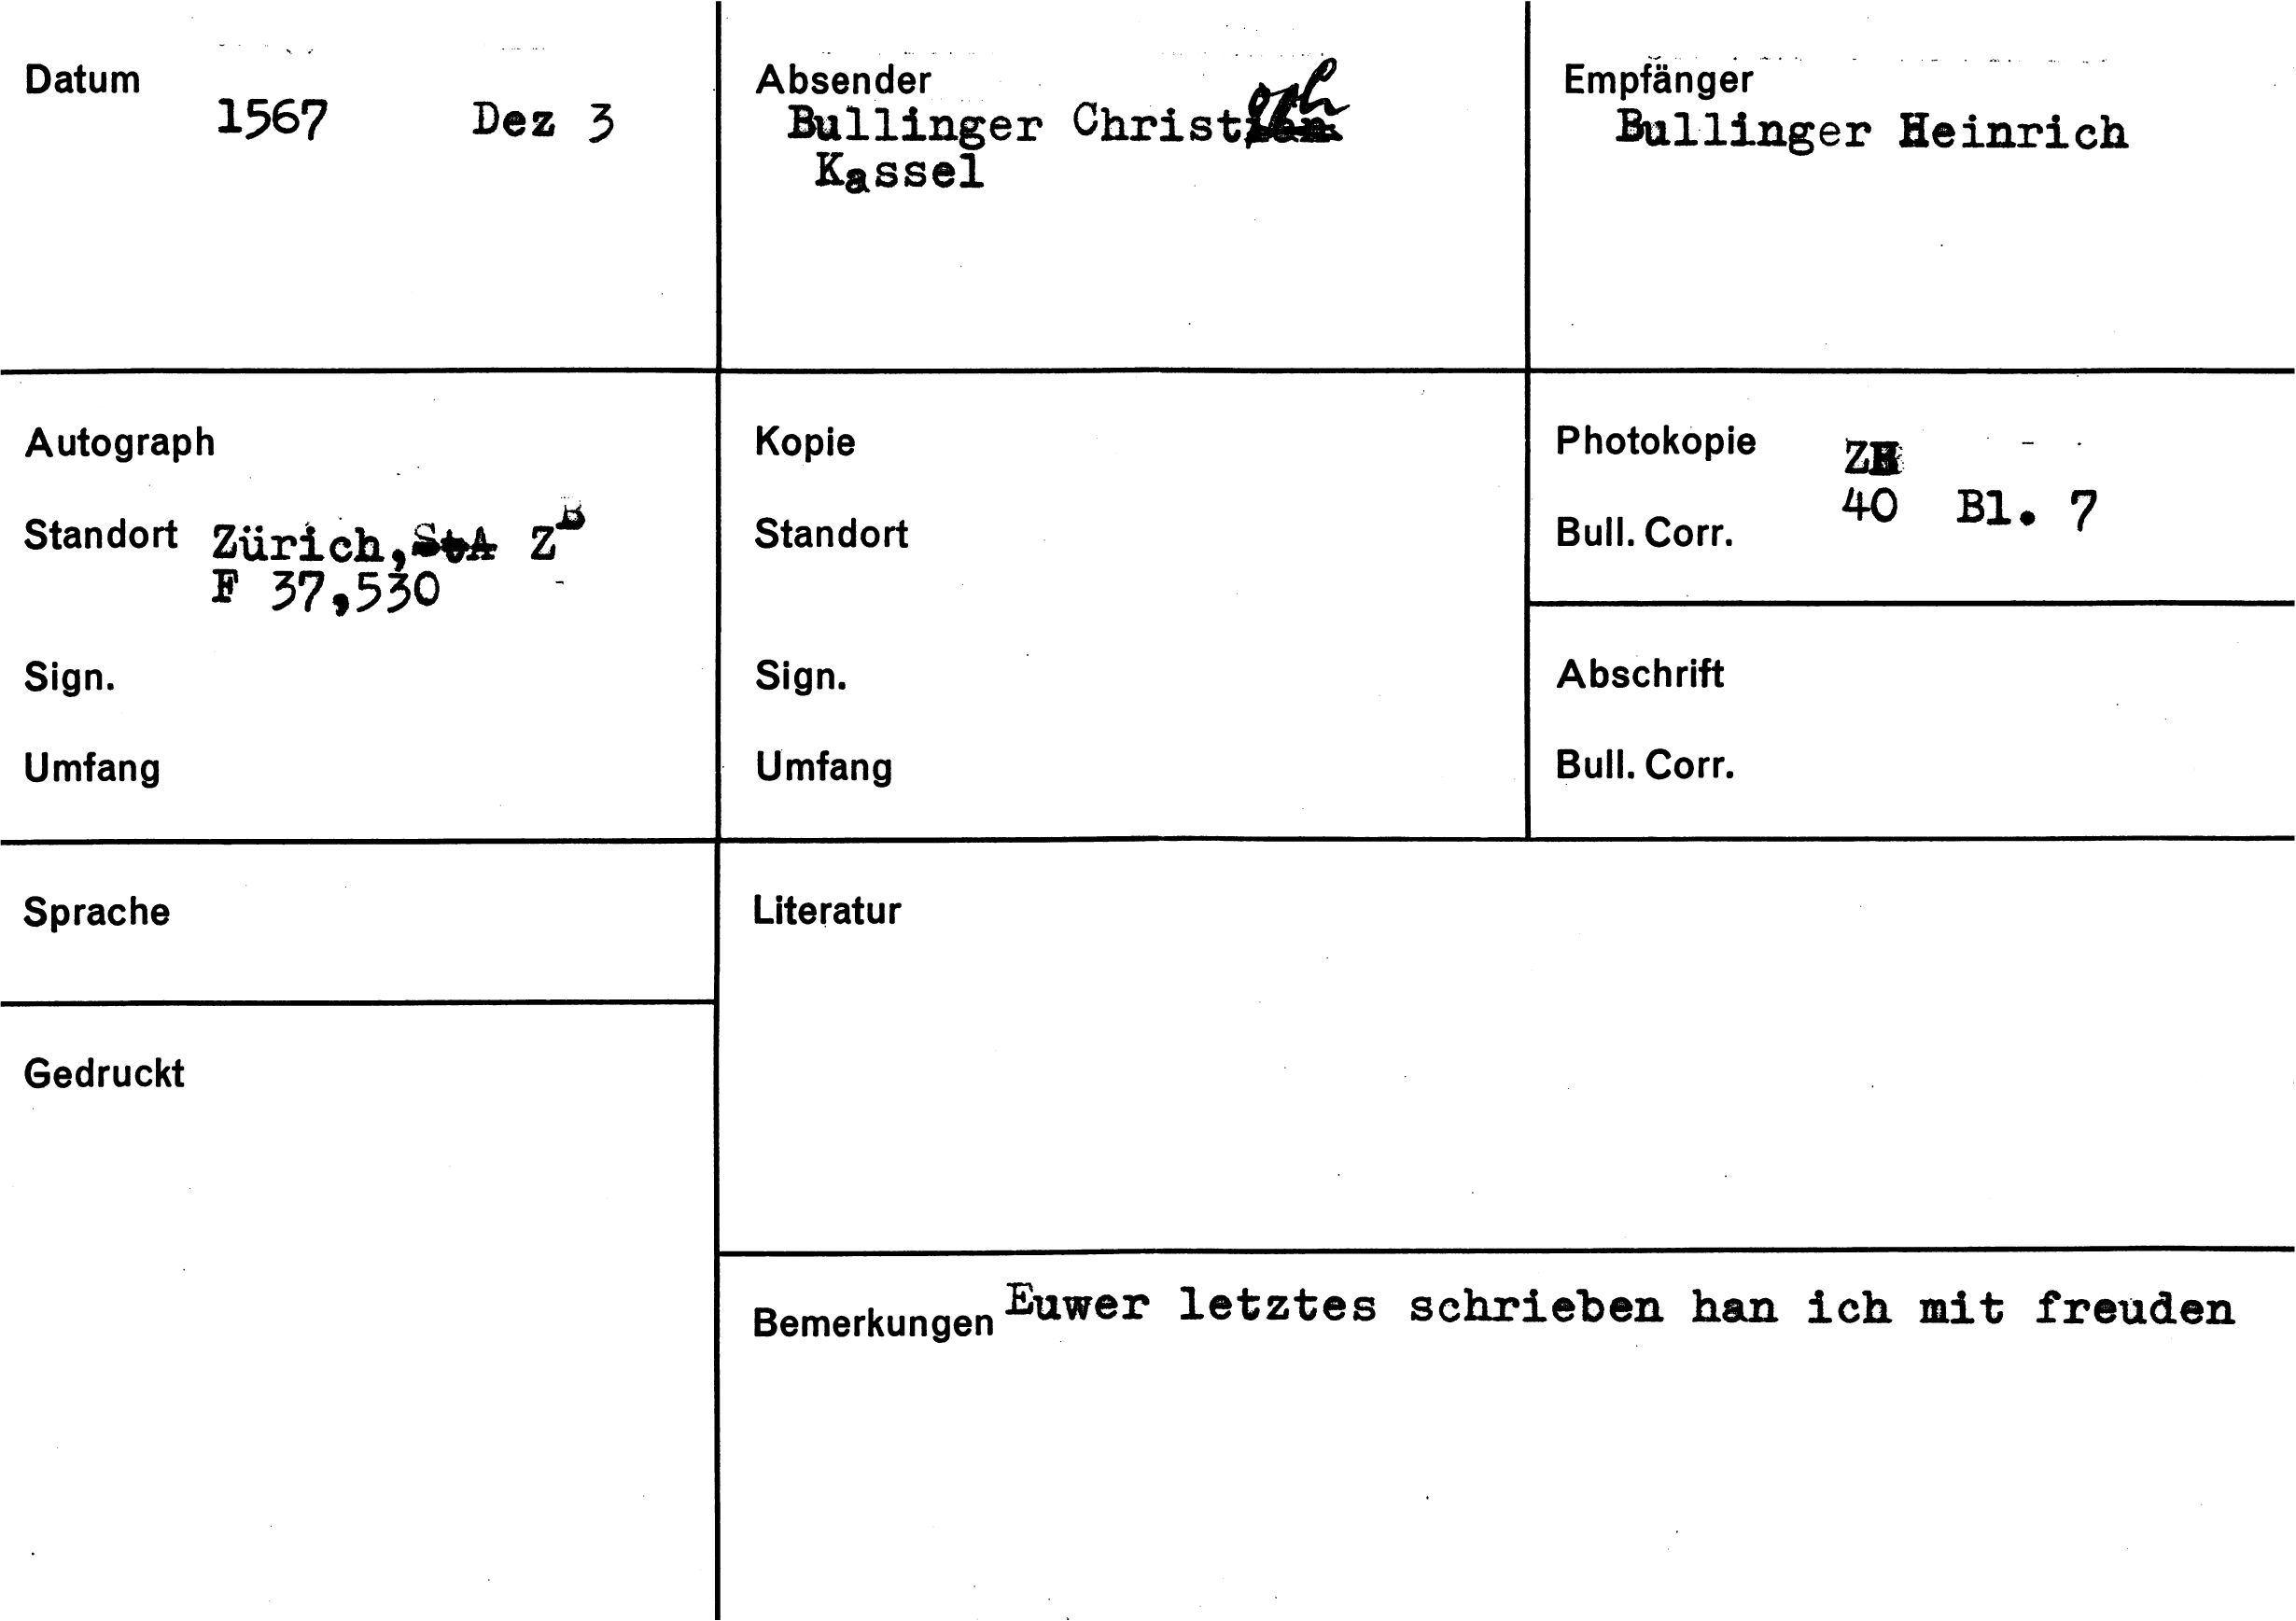 Datum
1567 Dez 3
Absender
Bullinger Christoph
Kassel
Empfänger
Bullinger Heinrich
Autograph
Standort Zürich, StA ZB
F 37,530
Sign.
Umfang
Kopie
Standort
Sign.
Umfang
Photokopie ZB
Bull. Corr. 40 Bl. 7
Abschrift
Bull. Corr.
Sprache
Literatur
Gedruckt
Bemerkungen Euwer letztes schrieben han ich mit freuden